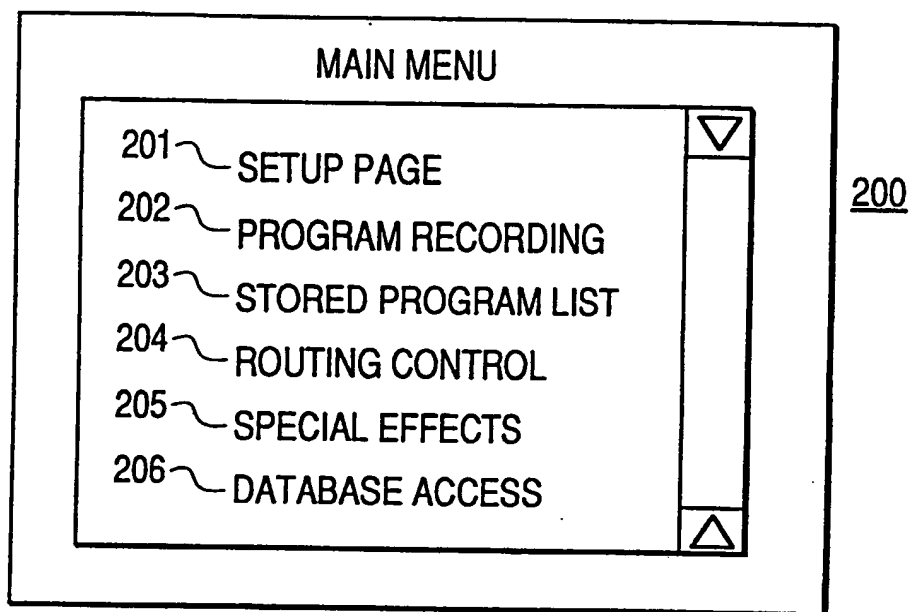 MAIN MENU
201 SETUP PAGE
200
202 PROGRAM RECORDING
203 STORED PROGRAM LIST
204 ROUTING CONTROL
205 SPECIAL EFFECTS
206 DATABASE ACCESS